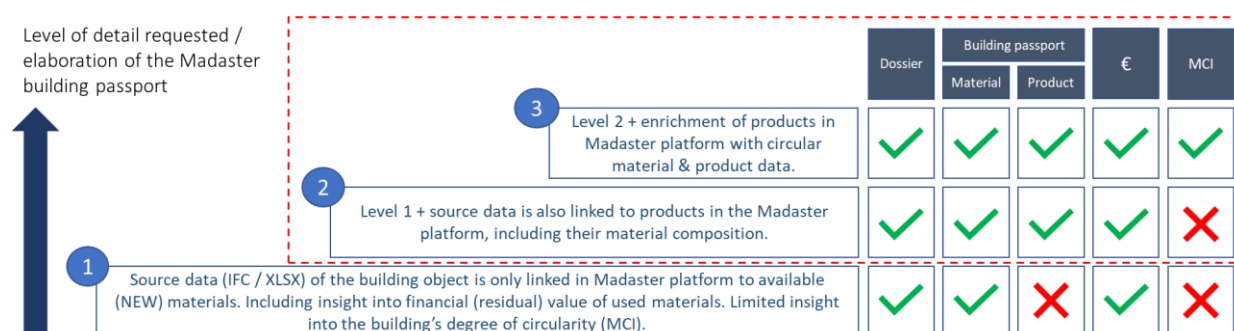 Level of detail requested /
elaboration of the Madaster
building passport
Dossier
Building passport
Material
Product
€
MCI
3
Level 2 + enrichment of products in
Madaster platform with circular
material & product data.
2
Level 1 + source data is also linked to products in the Madaster
platform, including their material composition.
1
Source data (IFC / XLSX) of the building object is only linked in Madaster platform to available
(NEW) materials. Including insight into financial (residual) value of used materials. Limited insight
into the building's degree of circularity (MCI).